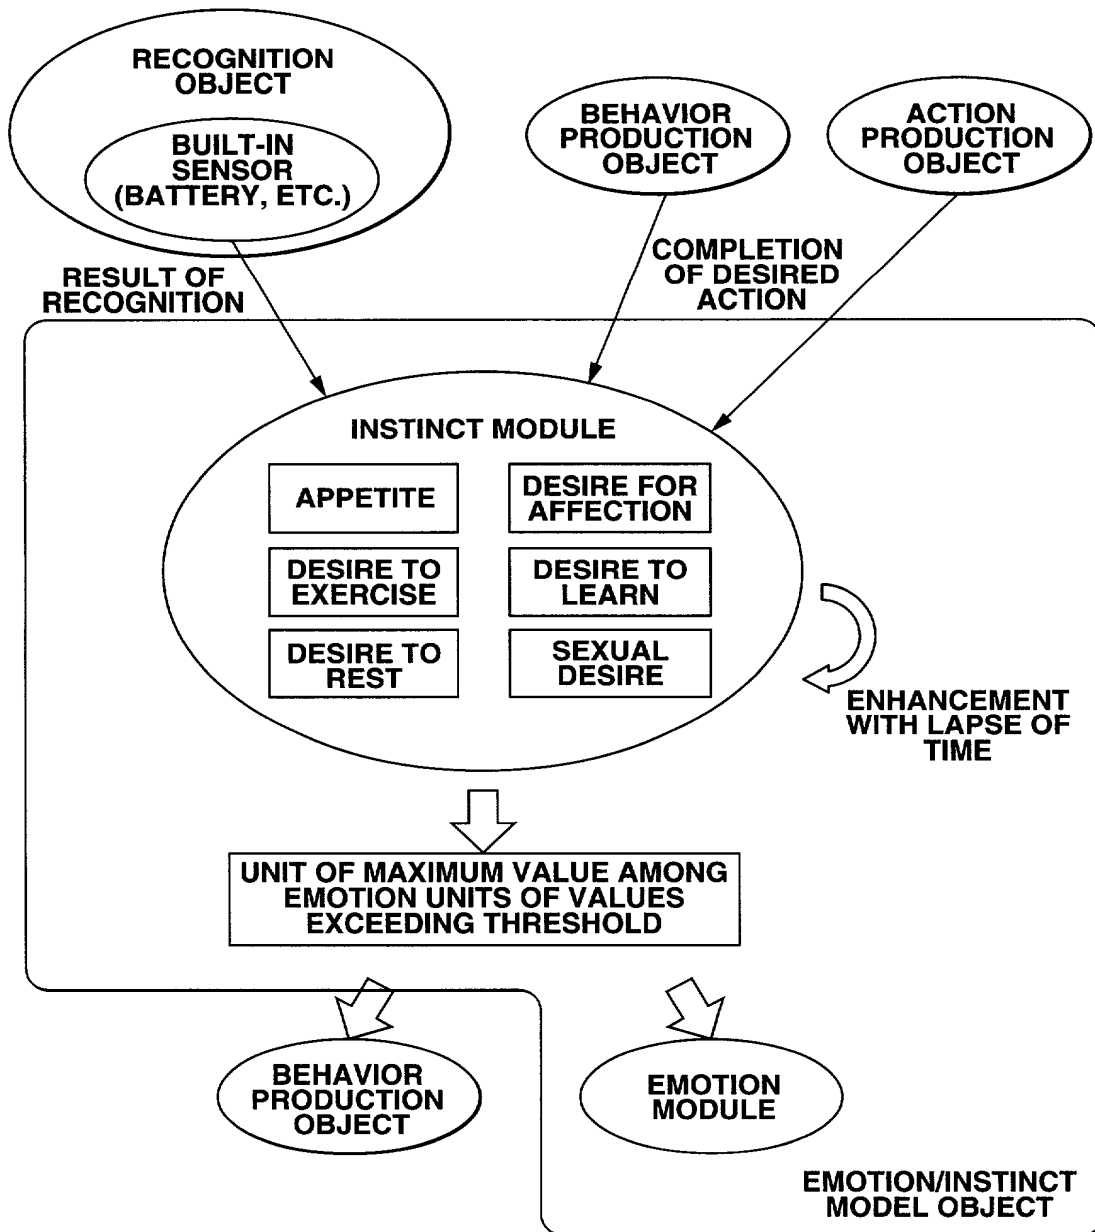 RECOGNITION
OBJECT
BUILT-IN
SENSOR
(BATTERY, ETC.)
BEHAVIOR
PRODUCTION
OBJECT
ACTION
PRODUCTION
OBJECT
RESULT OF
RECOGNITION
COMPLETION
OF DESIRED
ACTION
INSTINCT MODULE
APPETITE
DESIRE FOR
AFFECTION
DESIRE TO
EXERCISE
DESIRE TO
LEARN
DESIRE TO
REST
SEXUAL
DESIRE
ENHANCEMENT
WITH LAPSE OF
TIME
UNIT OF MAXIMUM VALUE AMONG
EMOTION UNITS OF VALUES
EXCEEDING THRESHOLD
BEHAVIOR
PRODUCTION
OBJECT
EMOTION
MODULE
EMOTION/INSTINCT
MODEL OBJECT